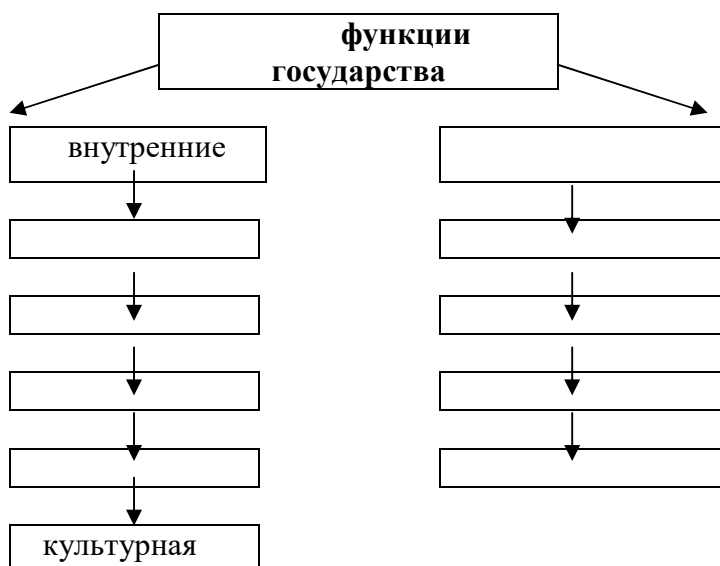 функции
государства
внутренние
культурная